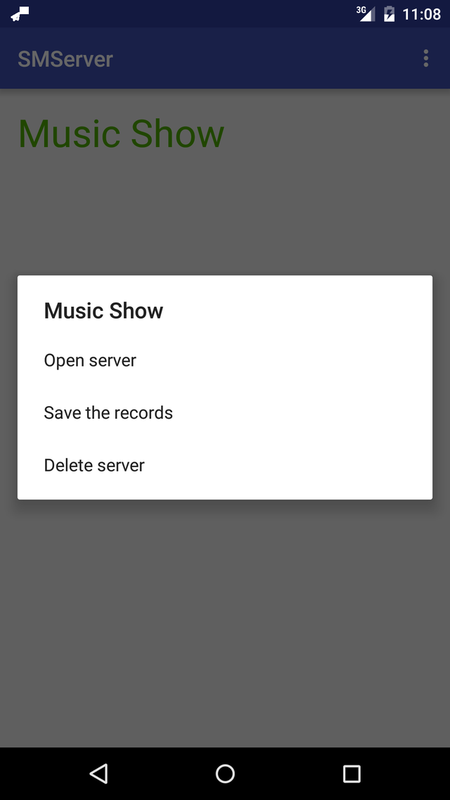 3G 11:08
SMServer
Music Show
Music Show
Open server
Save the records
Delete server